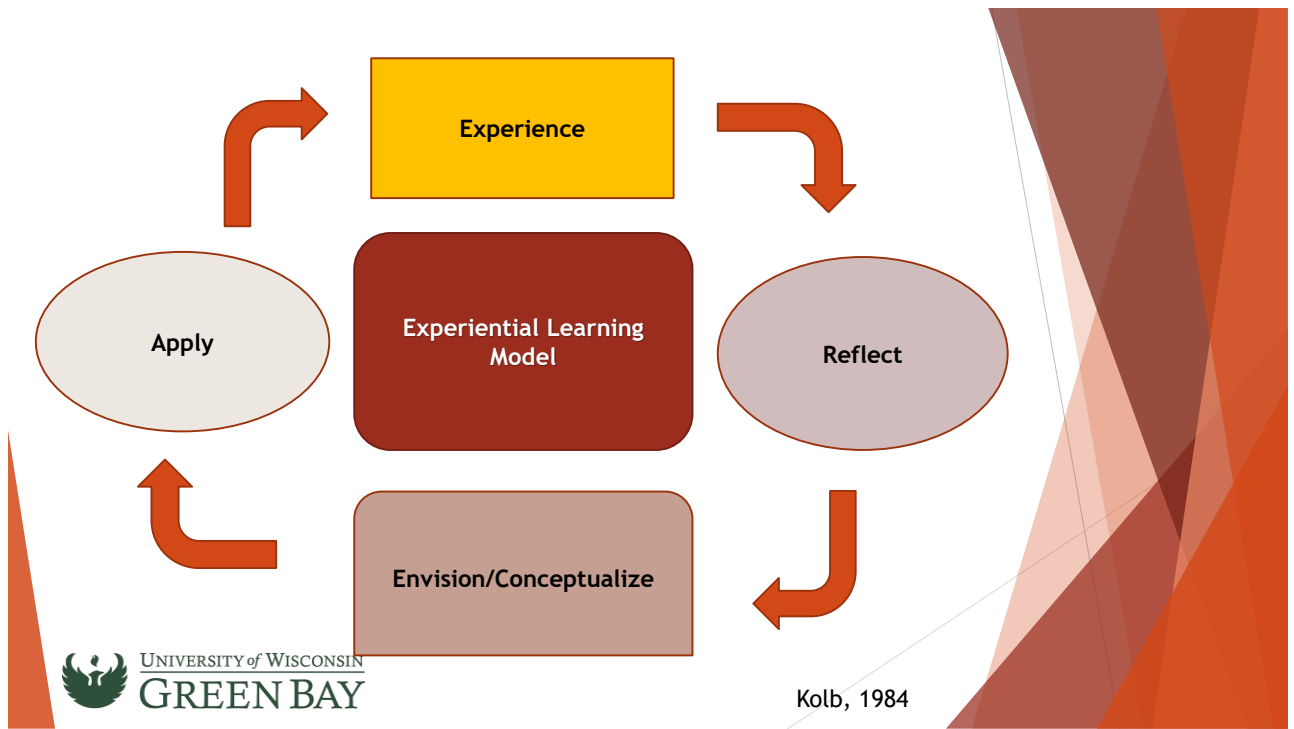 Experience
Experiential Learning
Model
Apply
Reflect
Envision/Conceptualize
UNIVERSITY of WISCONSIN
GREEN BAY
Kolb, 1984